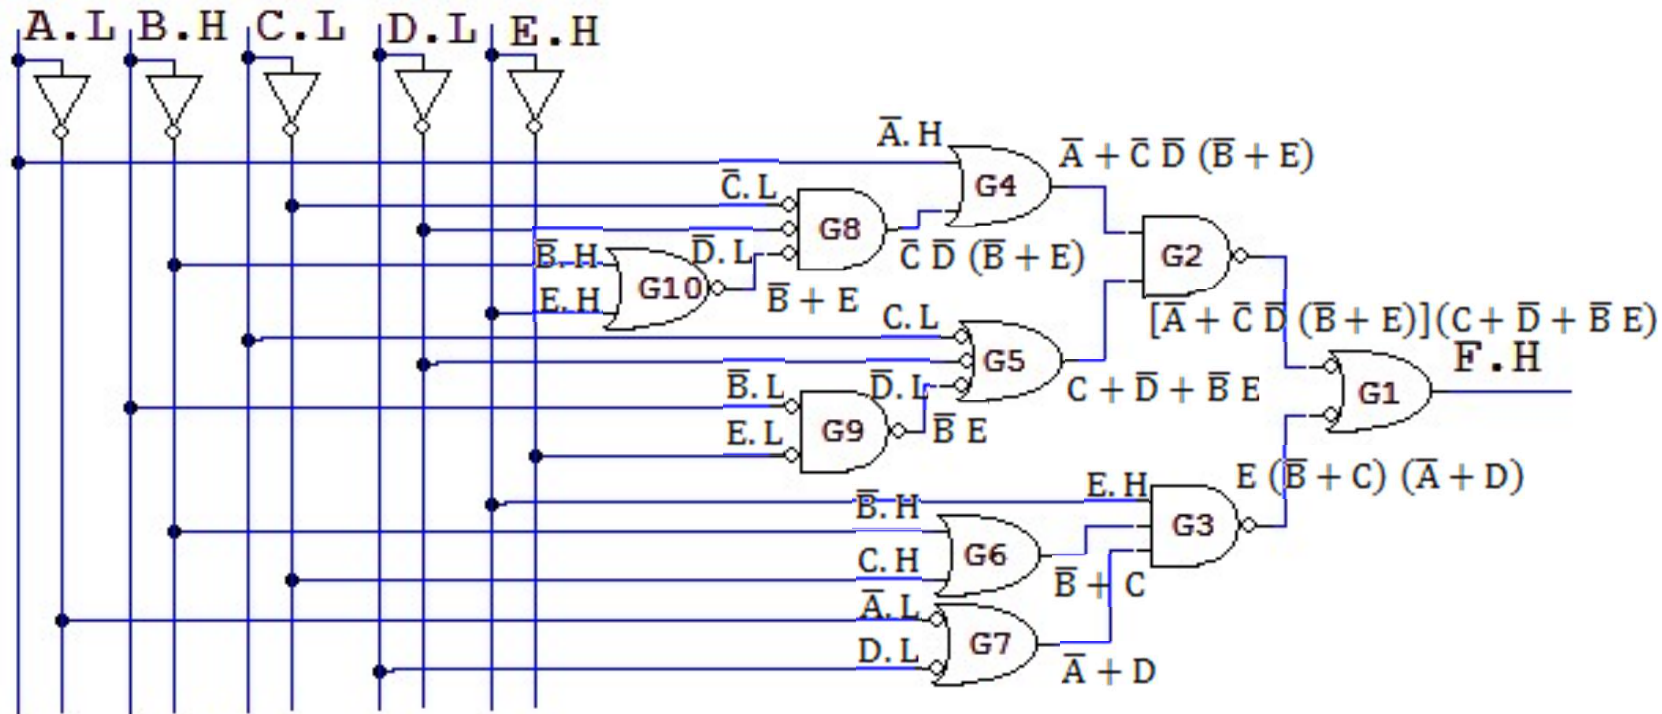 A.L B.H C.L D.L E.H
A̅.H
A̅ + C̅ D̅ (B̅ + E)
G4
C̅.L
G8
D̅.L
C̅ D̅ (B̅ + E)
B̅.H
G10
E.H
B̅ + E
G2
[A̅ + C̅ D̅ (B̅ + E)](C + D̅ + B̅ E)
C.L
G5
D̅.L
C + D̅ + B̅ E
F.H
G1
B̅.L
G9
E.L
B̅ E
E (B̅ + C) (A̅ + D)
E.H
G3
B̅.H
G6
C.H
B̅ + C
A̅.L
G7
D.L
A̅ + D